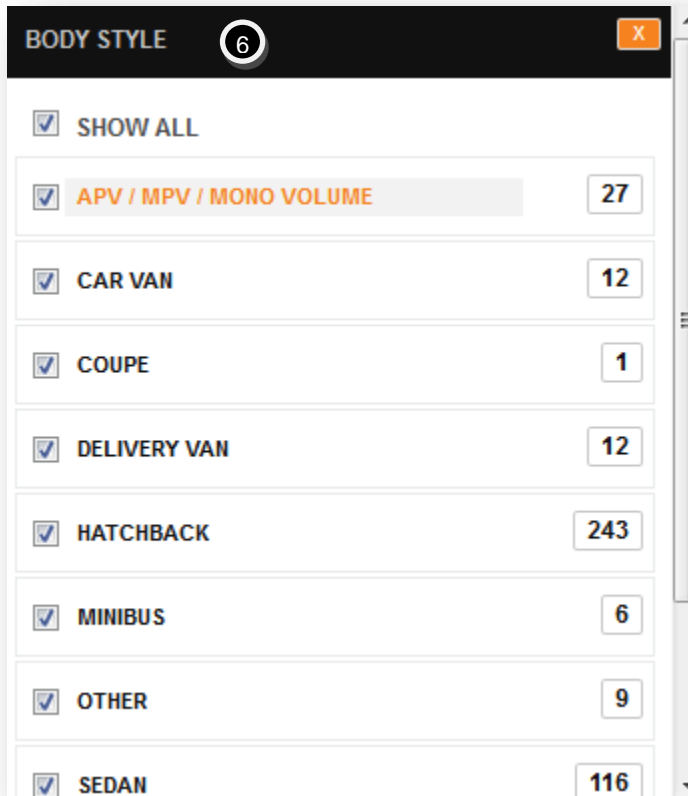 BODY STYLE 6 X
SHOW ALL
APV / MPV / MONO VOLUME 27
CAR VAN 12
COUPE 1
DELIVERY VAN 12
HATCHBACK 243
MINIBUS 6
OTHER 9
SEDAN 116